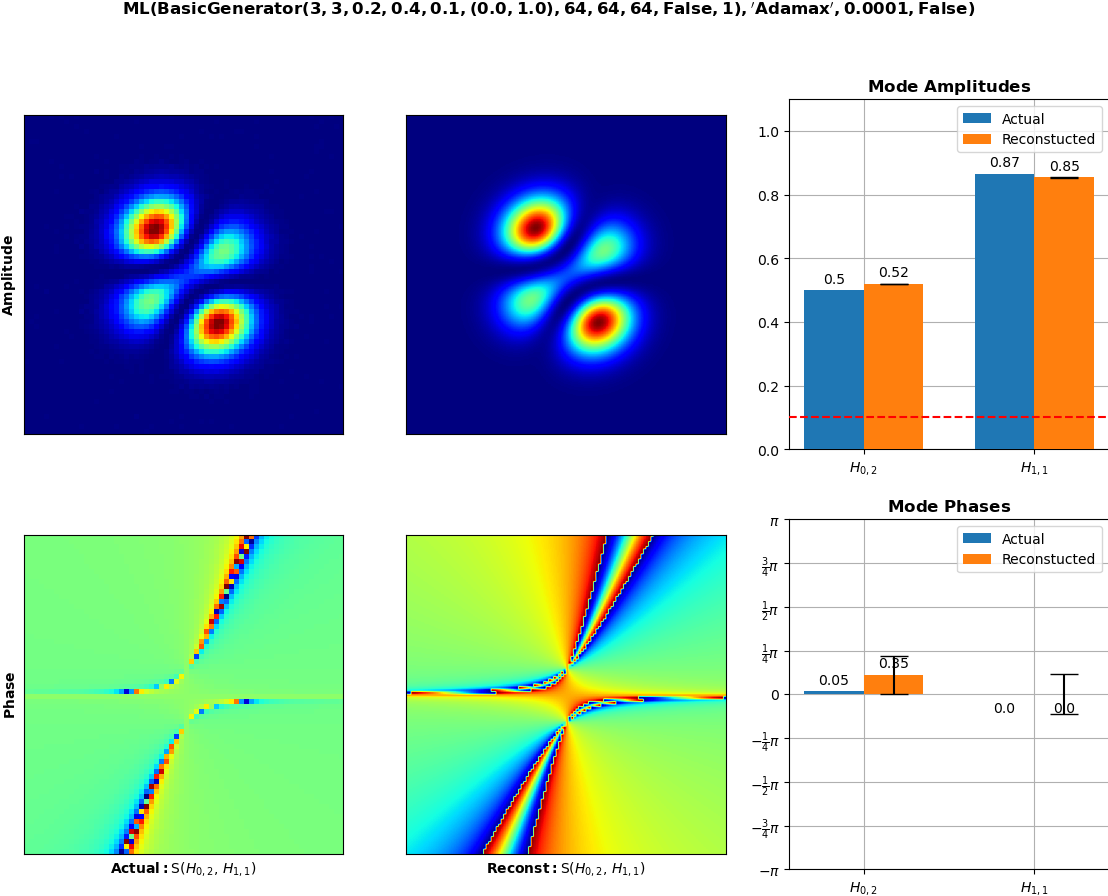 ML(BasicGenerator(3, 3, 0.2, 0.4, 0.1, (0.0, 1.0), 64, 64, 64, False, 1), ′Adamax′, 0.0001, False)
Amplitude
Mode Amplitudes
Actual
Reconstucted
1.0
0.8
0.6
0.4
0.2
0.0
0.5
0.52
0.87
0.85
H0, 2
H1, 1
Phase
Actual: S(H0, 2, H1, 1)
Reconst: S(H0, 2, H1, 1)
Mode Phases
Actual
Reconstucted
π
3/4π
1/2π
1/4π
0
−1/4π
−1/2π
−3/4π
−π
0.05
0.35
0.0
0.0
H0, 2
H1, 1